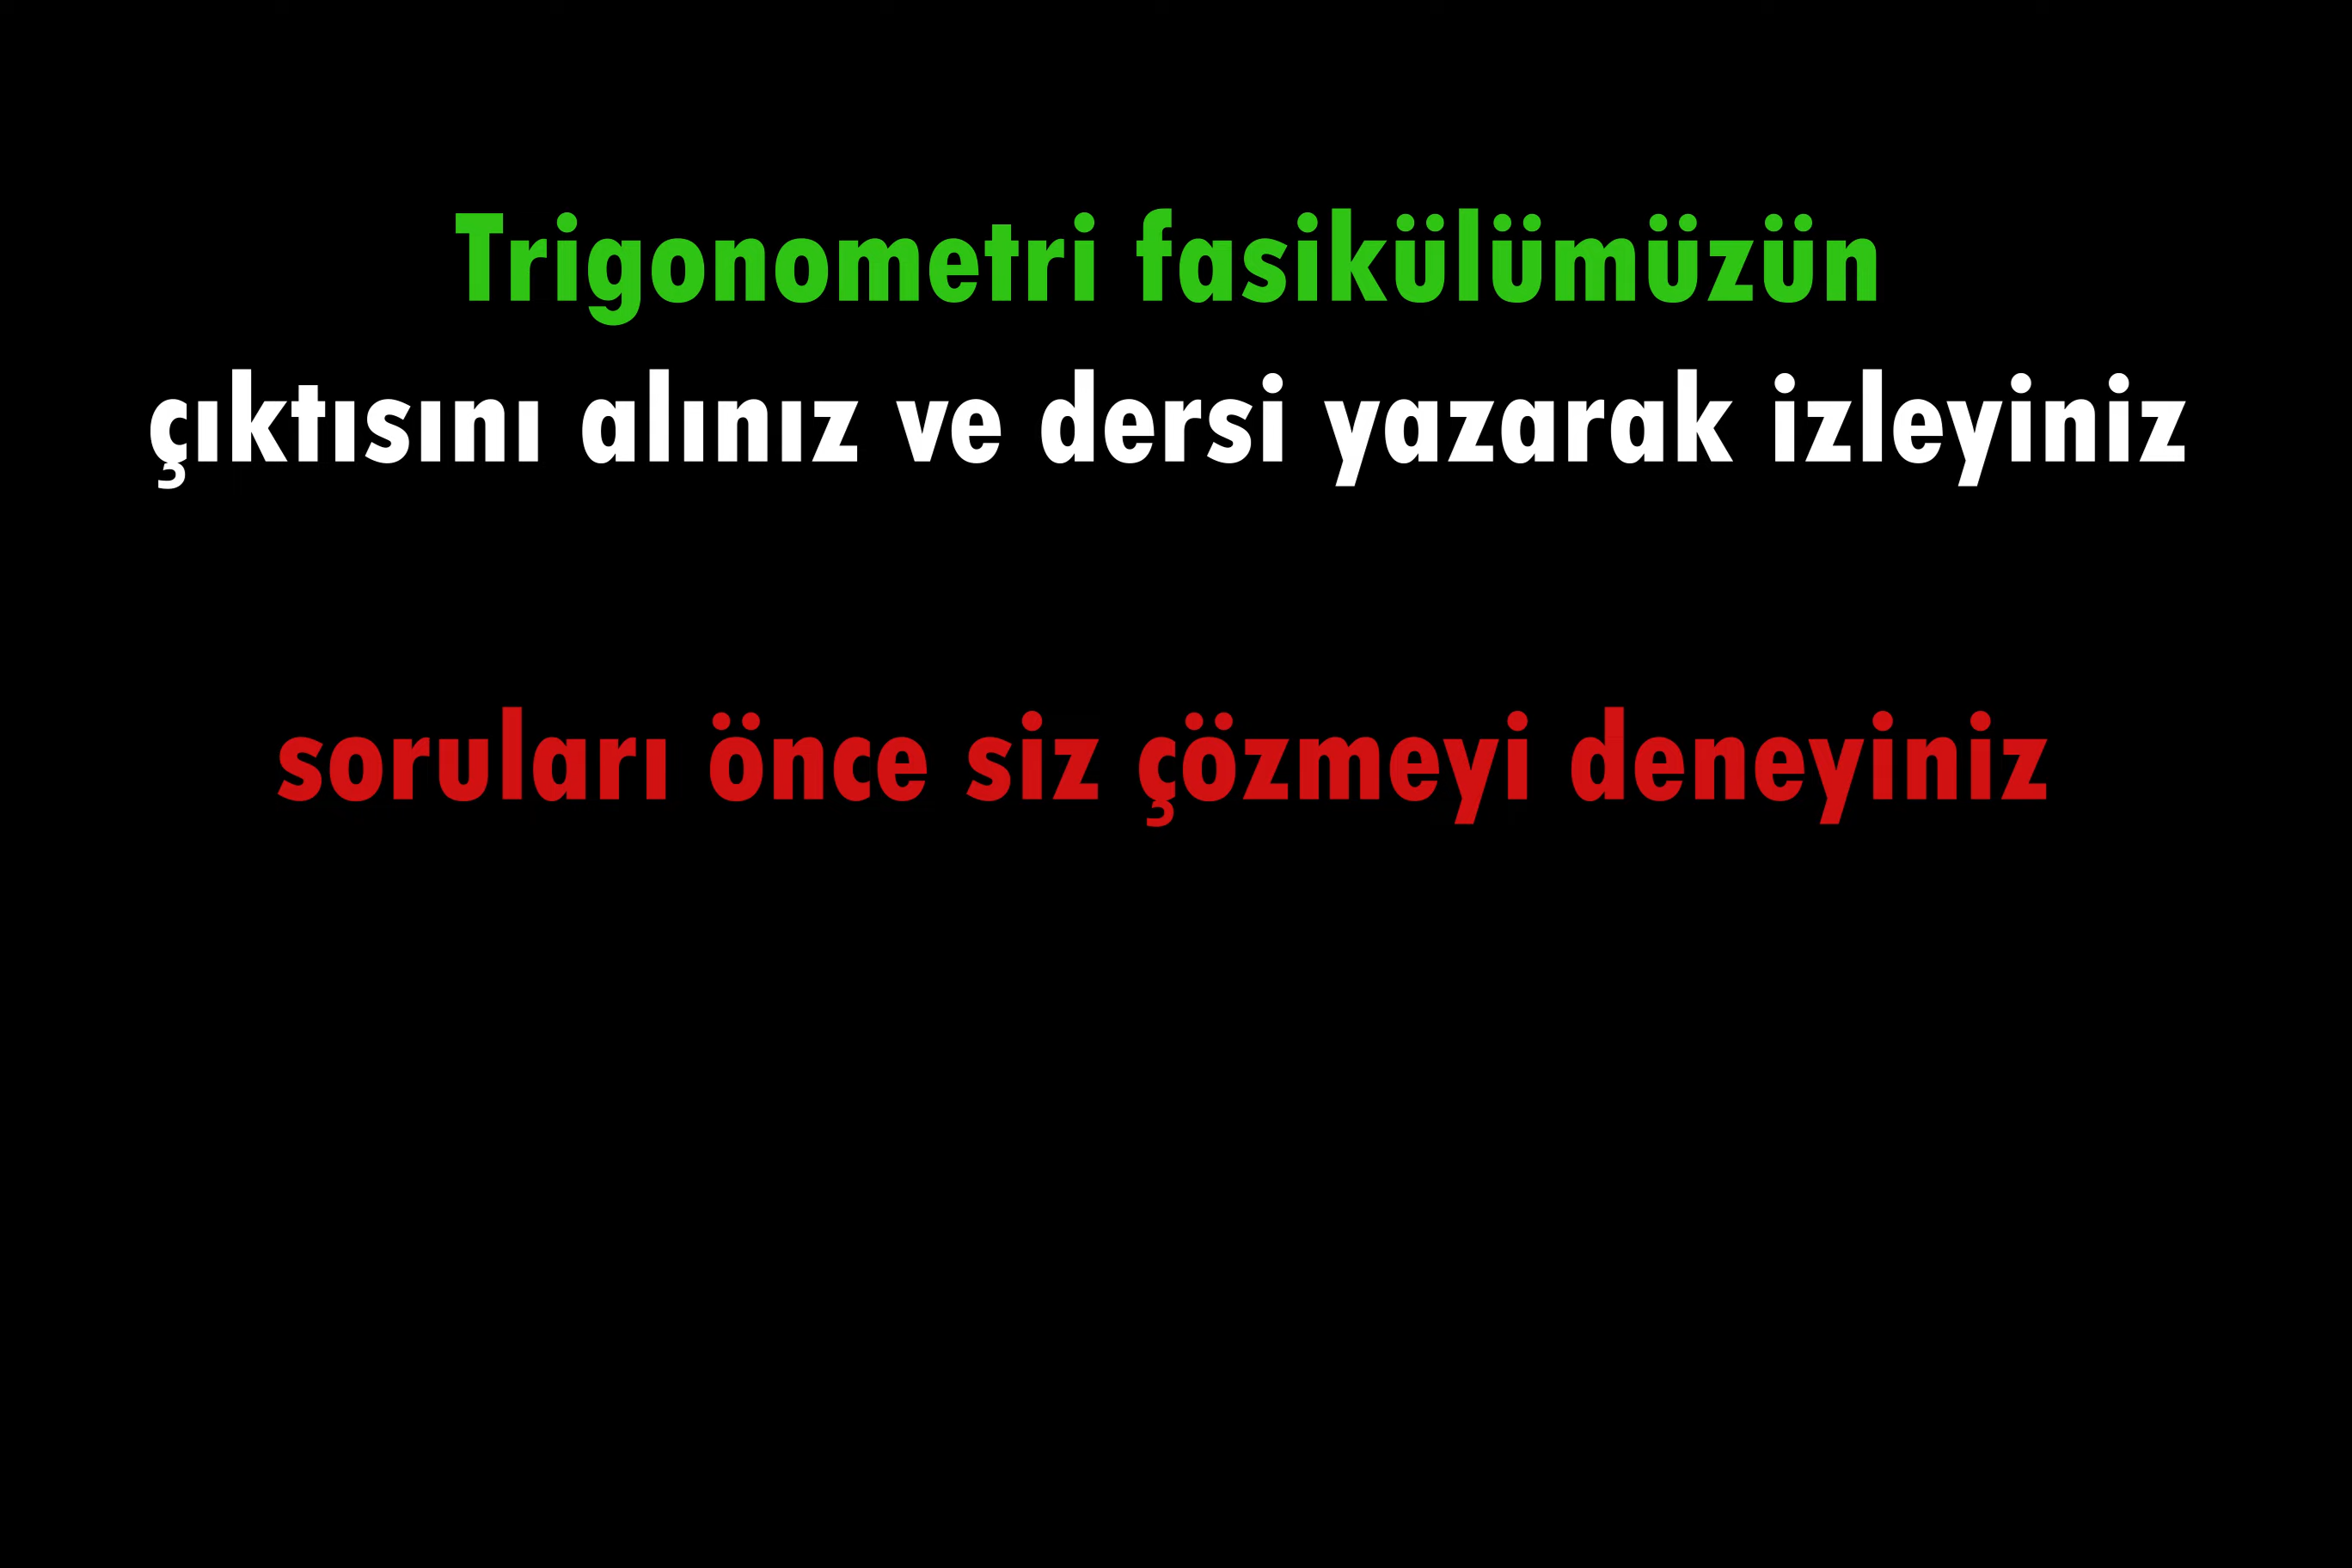 Trigonometri fasikülümüzün
çıktısını alınız ve dersi yazarak izleyiniz
soruları önce siz çözmeyi deneyiniz